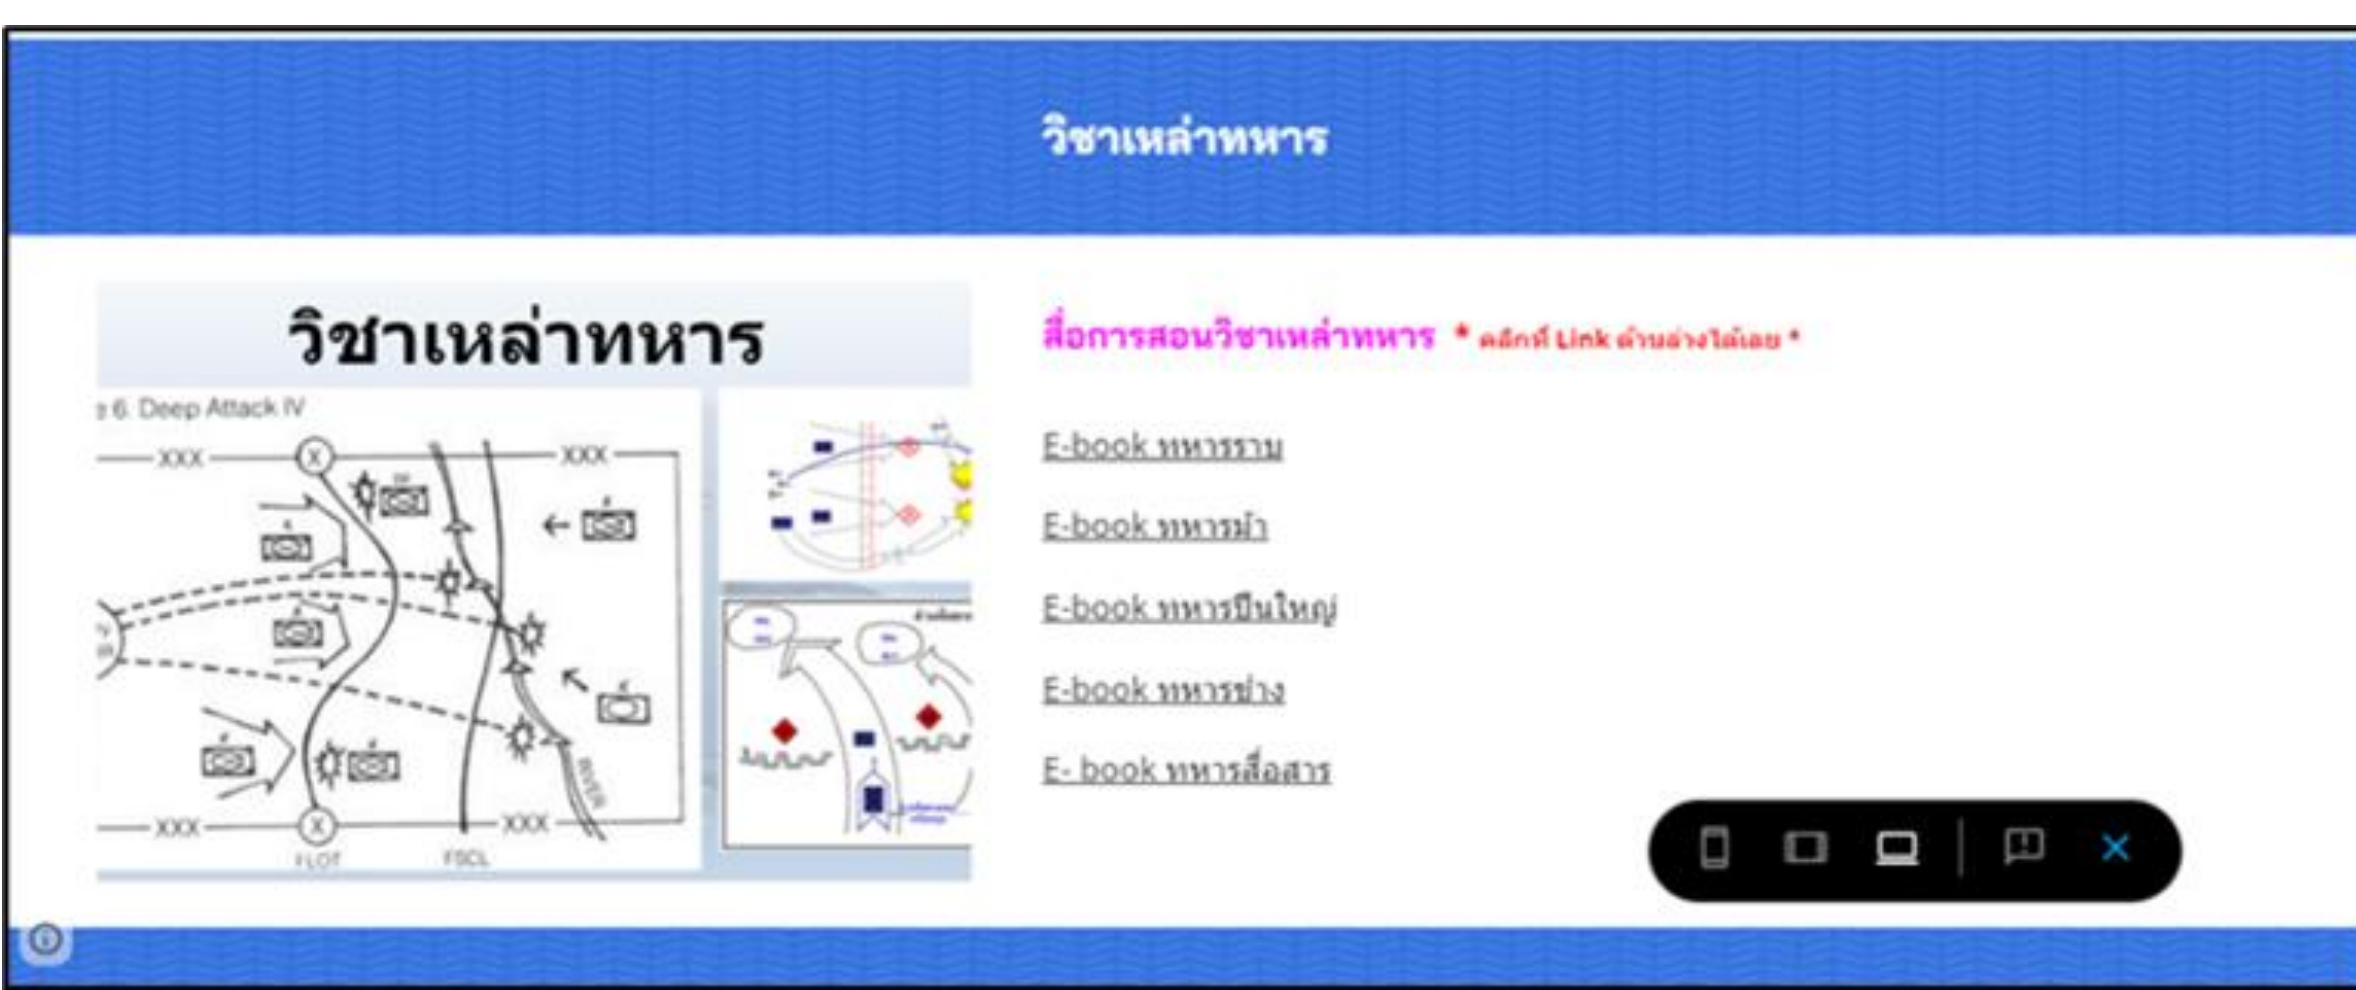 วิชาเหล่าทหาร
วิชาเหล่าทหาร
e 6. Deep Attack IV
XXX X XXX
RIVER
XXX X XXX
FLOT FSCL
สื่อการสอนวิชาเหล่าทหาร * คลิกที่ Link ด้านล่างได้เลย *
E-book ทหารราบ
E-book ทหารม้า
E-book ทหารปืนใหญ่
E-book ทหารช่าง
E- book ทหารสื่อสาร